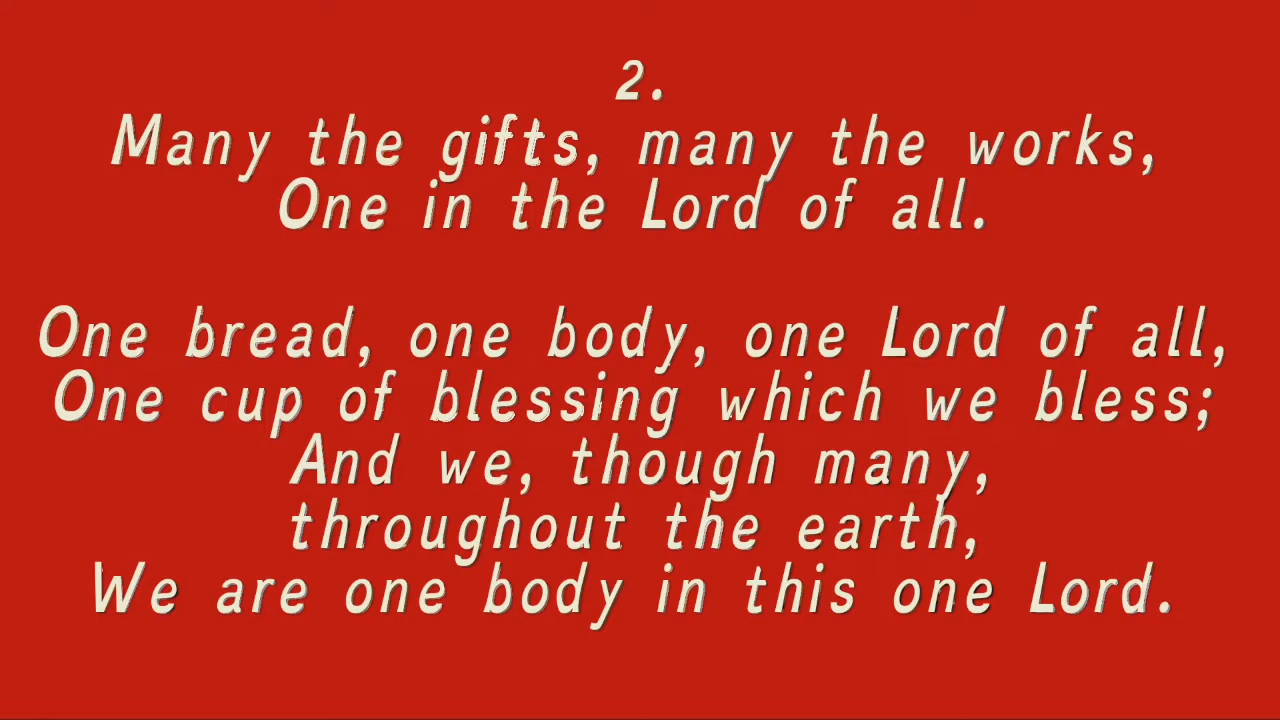 2.
Many the gifts, many the works,
One in the Lord of all.
One bread, one body, one Lord of all,
One cup of blessing which we bless;
And we, though many,
throughout the earth,
We are one body in this one Lord.